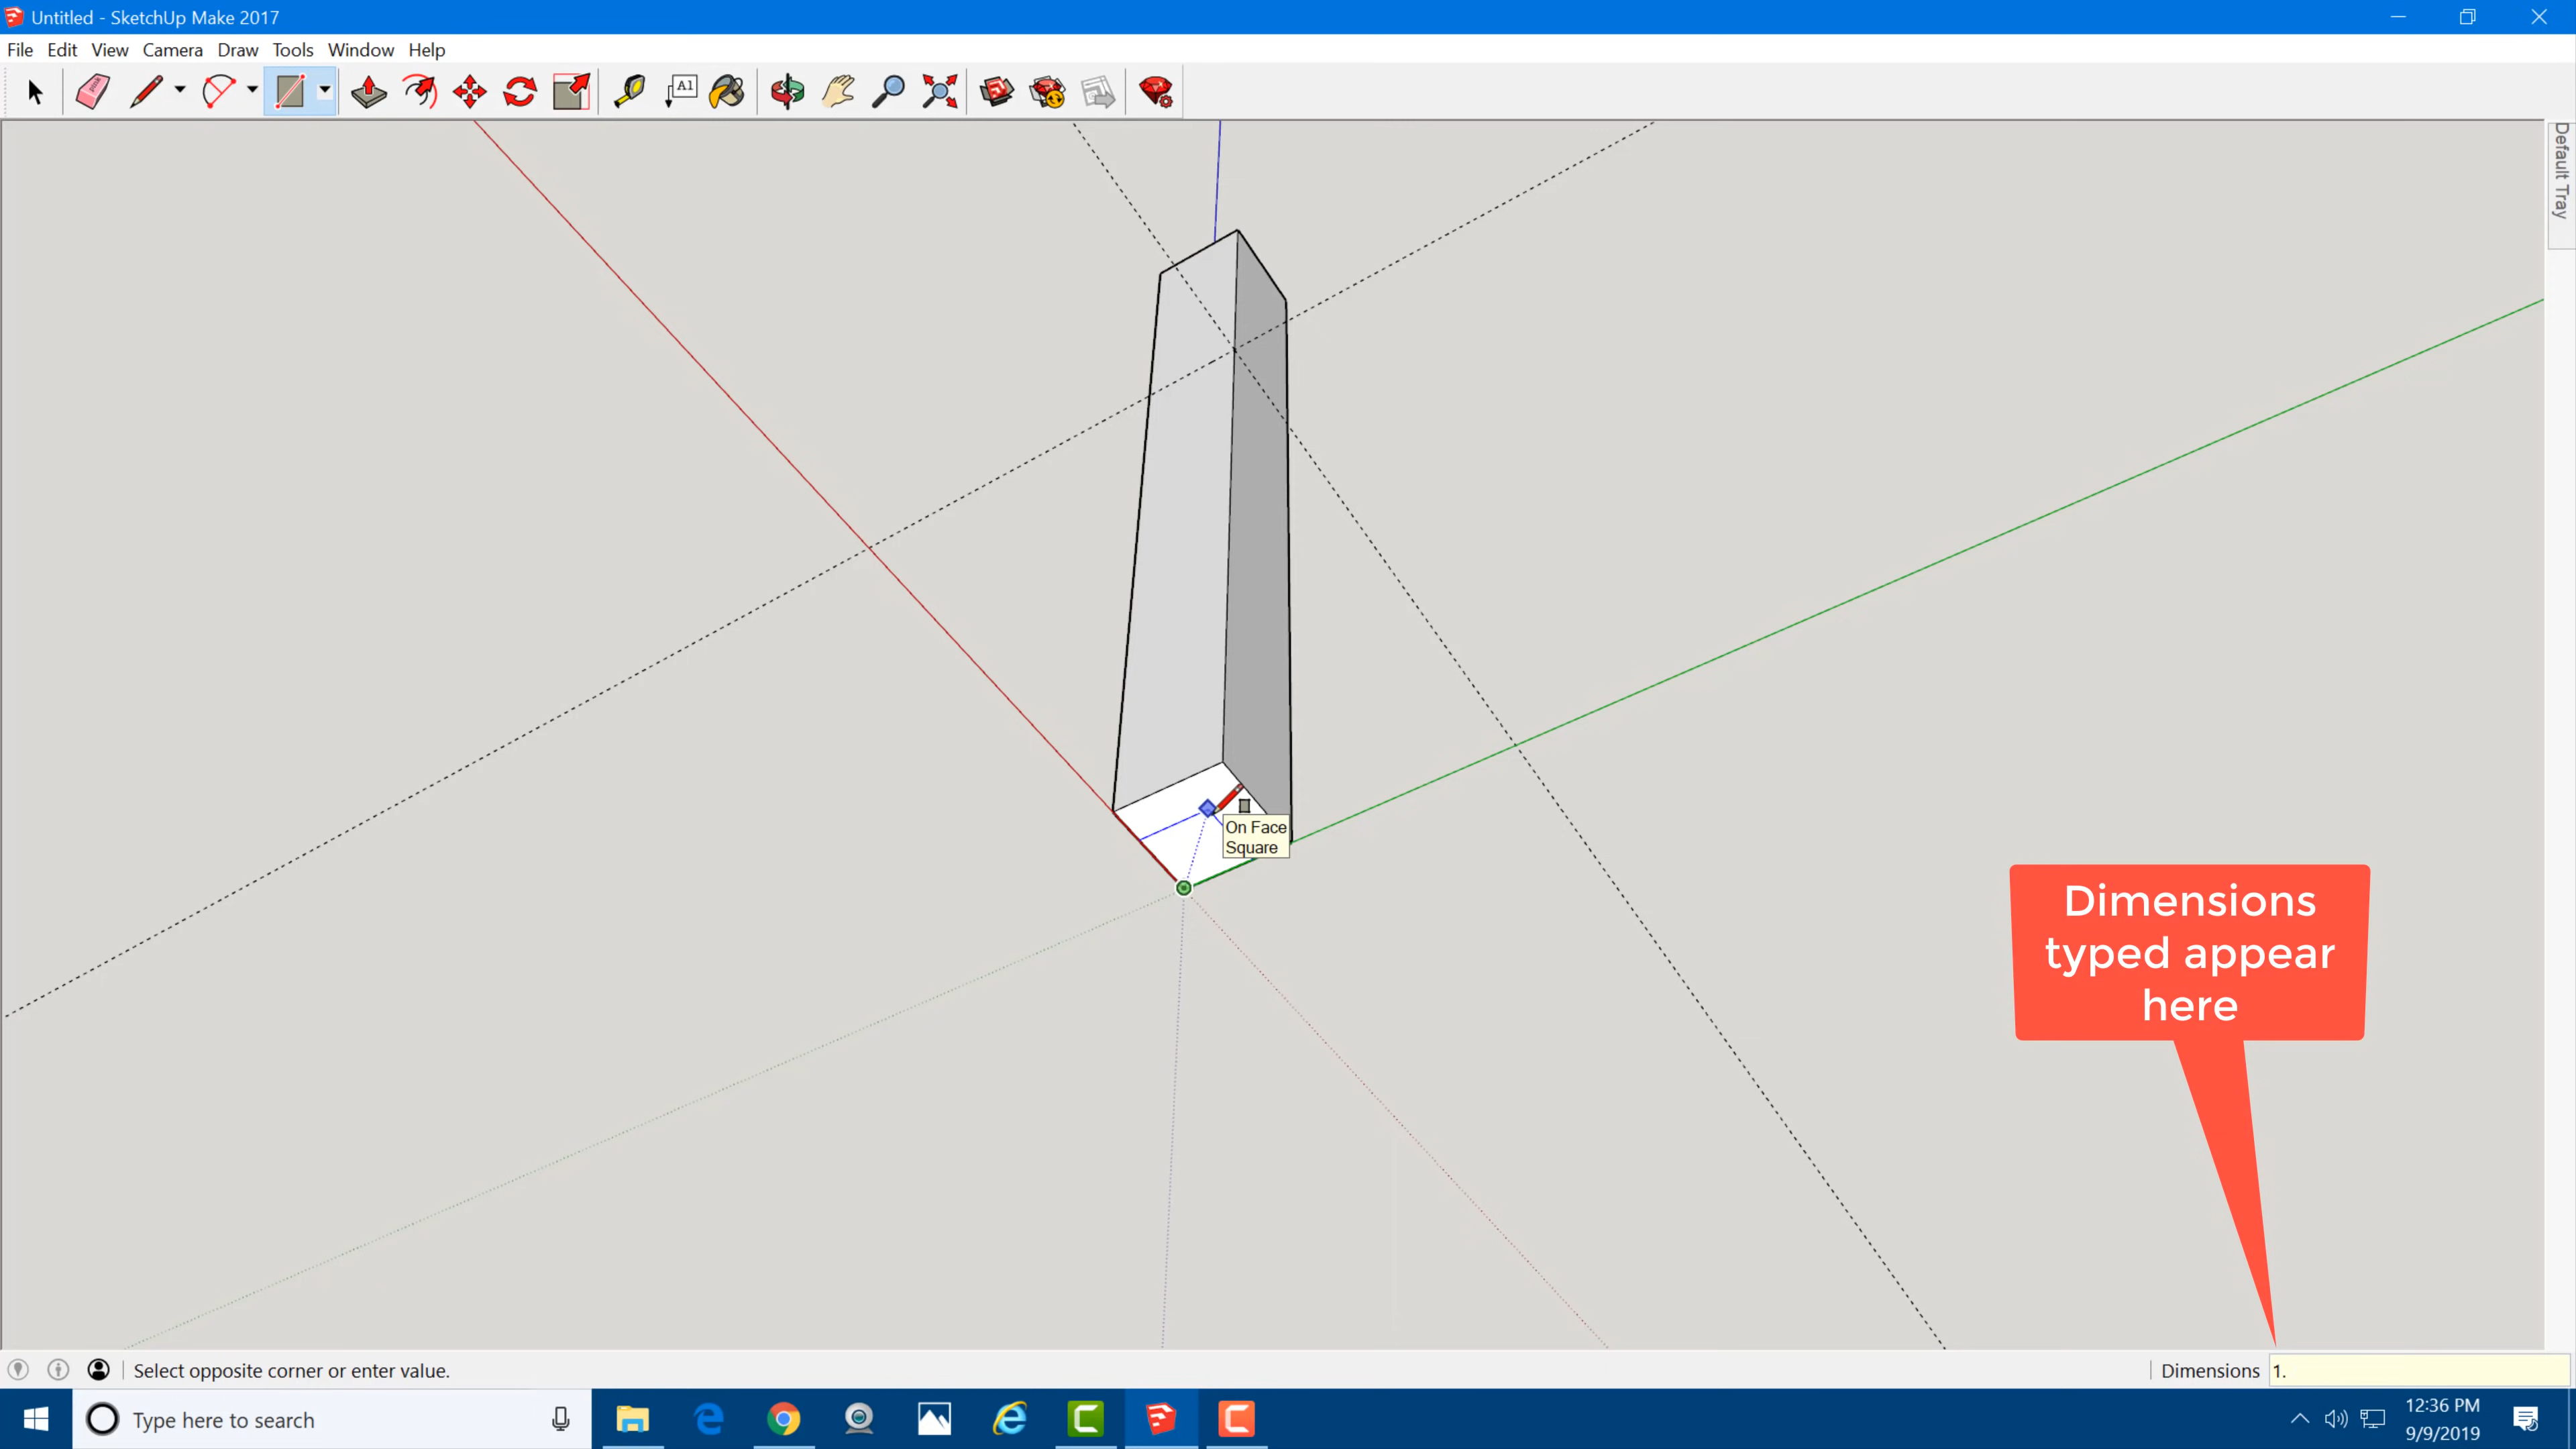 Untitled - SketchUp Make 2017
File Edit View Camera Draw Tools Window Help
A1
Default Tray
On Face
Square
Dimensions
typed appear
here
Select opposite corner or enter value.
Dimensions 1.
Type here to search
12:36 PM
9/9/2019